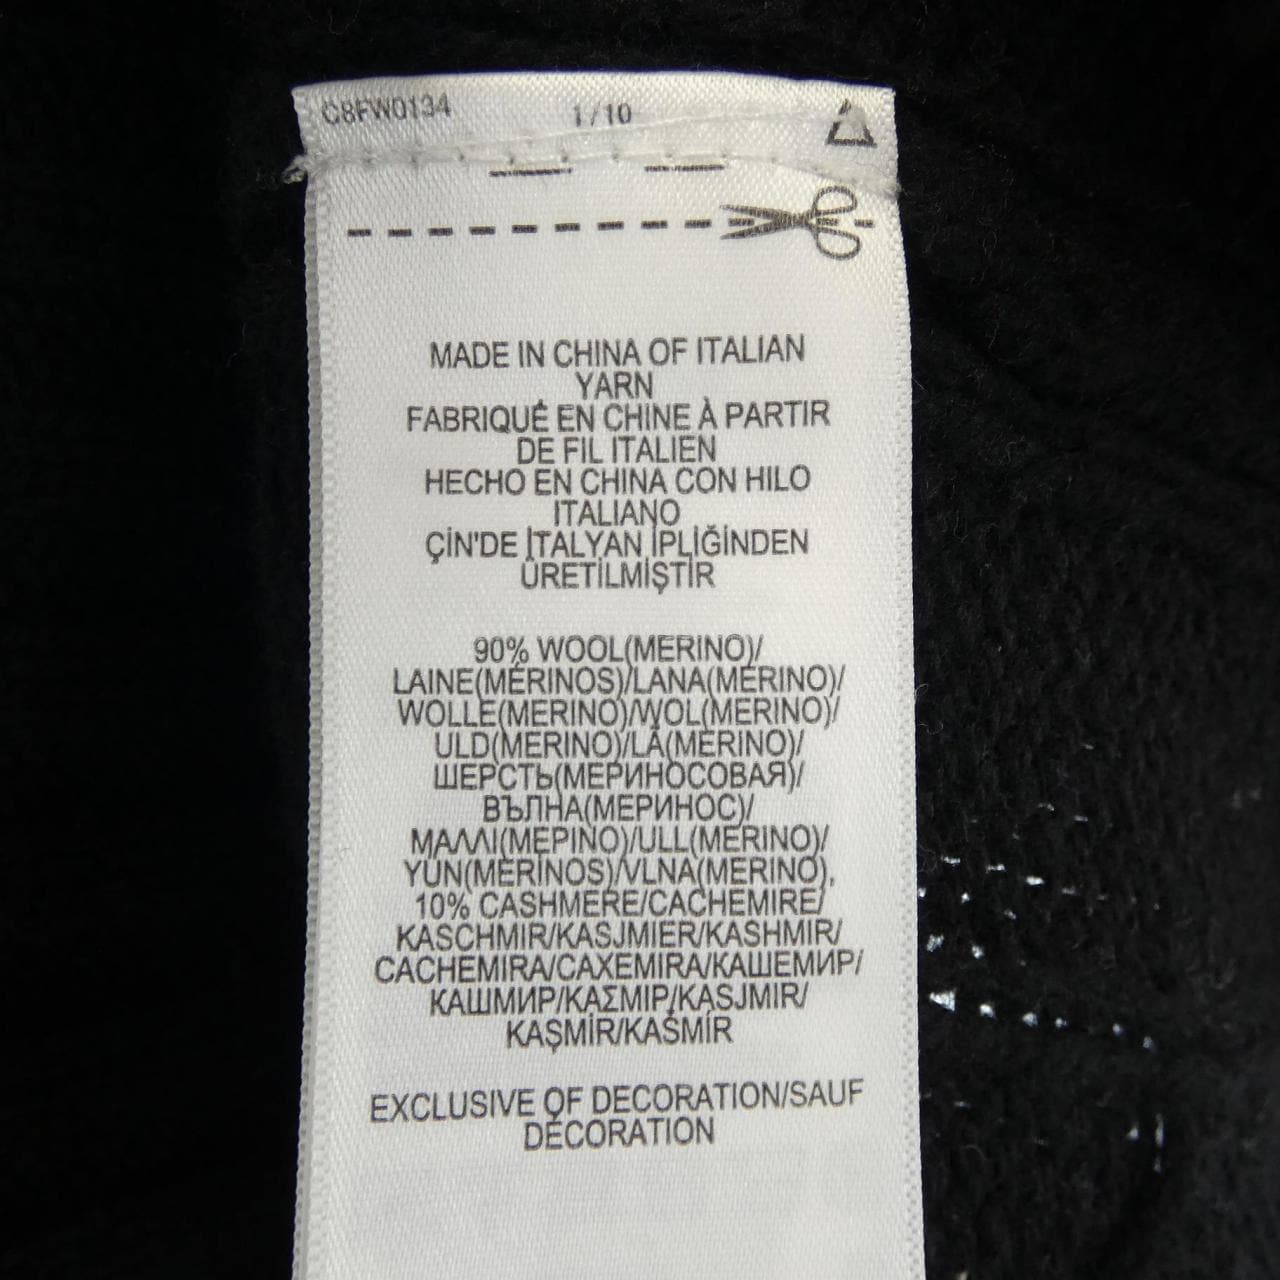 C8FW0134 1/10
MADE IN CHINA OF ITALIAN
YARN
FABRIQUÉ EN CHINE À PARTIR
DE FIL ITALIEN
HECHO EN CHINA CON HILO
ITALIANO
ÇİN'DE İTALYAN İPLİĞİNDEN
ÜRETİLMİŞTİR
90% WOOL(MERINO)/
LAINE(MÉRINOS)/LANA(MERINO)/
WOLLE(MERINO)/WOL(MERINO)/
ULD(MERINO)/LÃ(MERINO)/
ШЕРСТЬ(МЕРИНОСОВАЯ)/
ВЪЛНА(МЕРИНОС)/
ΜΑΛΛΙ(ΜΕΡΙΝΟ)/ULL(MERINO)/
YÜN(MERİNOS)/VLNA(MERINO),
10% CASHMERE/CACHEMIRE/
KASCHMIR/KASJMIER/KASHMIR/
CACHEMIRA/CAXEMIRA/КАШЕМИР/
КАШМИР/ΚΑΣΜΙΡ/KASJMIR/
KAŞMİR/KAŠMÍR
EXCLUSIVE OF DECORATION/SAUF
DÉCORATION